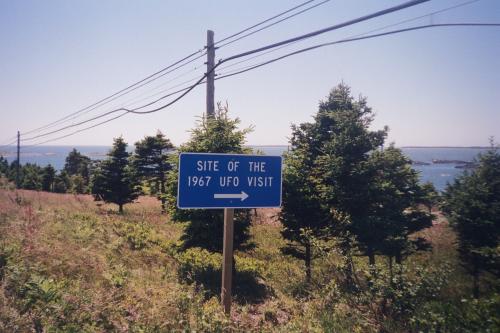 SITE OF THE
1967 UFO VISIT